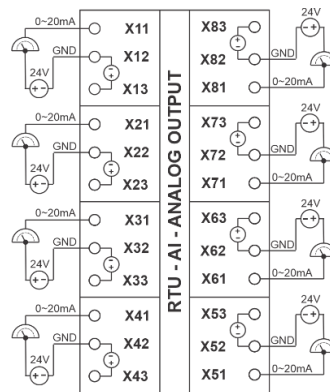 0~20mA X11 X83 24V
GND X12 X82 GND
24V X13 X81 0~20mA
0~20mA X21 X73 24V
GND X22 X72 GND
24V X23 X71 0~20mA
0~20mA X31 X63 24V
GND X32 X62 GND
24V X33 X61 0~20mA
0~20mA X41 X53 24V
GND X42 X52 GND
24V X43 X51 0~20mA
RTU - AI - ANALOG OUTPUT